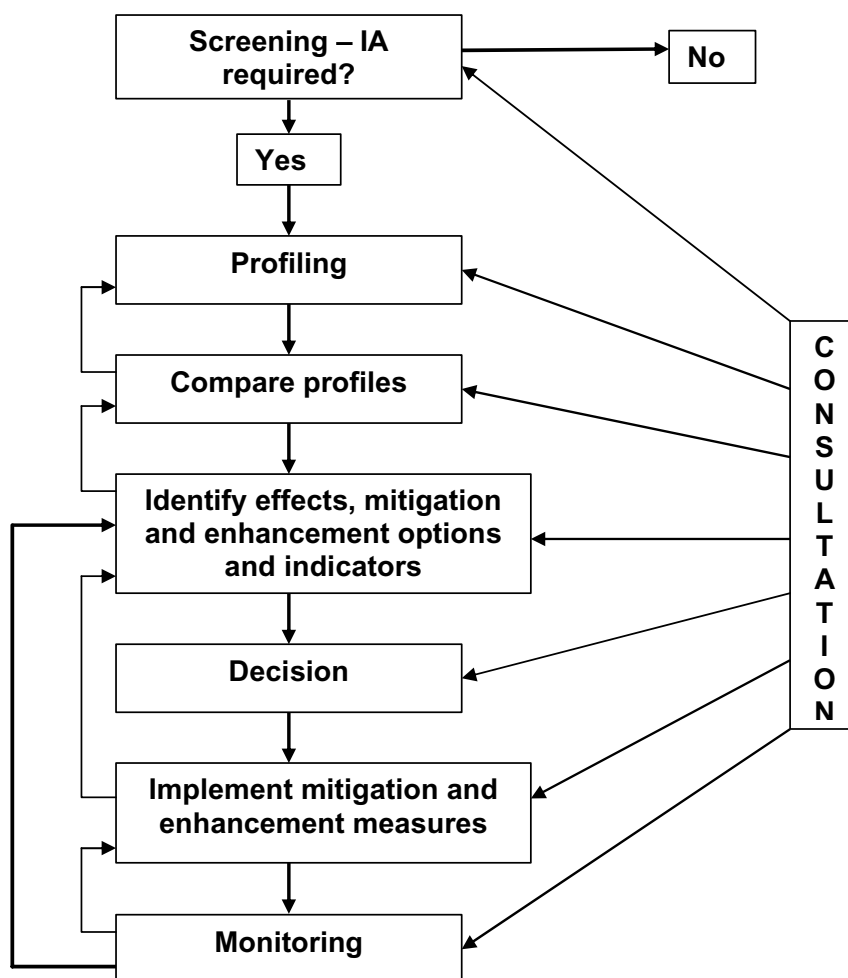 Screening – IA
required?
No
Yes
Profiling
Compare profiles
Identify effects, mitigation
and enhancement options
and indicators
Decision
Implement mitigation and
enhancement measures
Monitoring
C
O
N
S
U
L
T
A
T
I
O
N